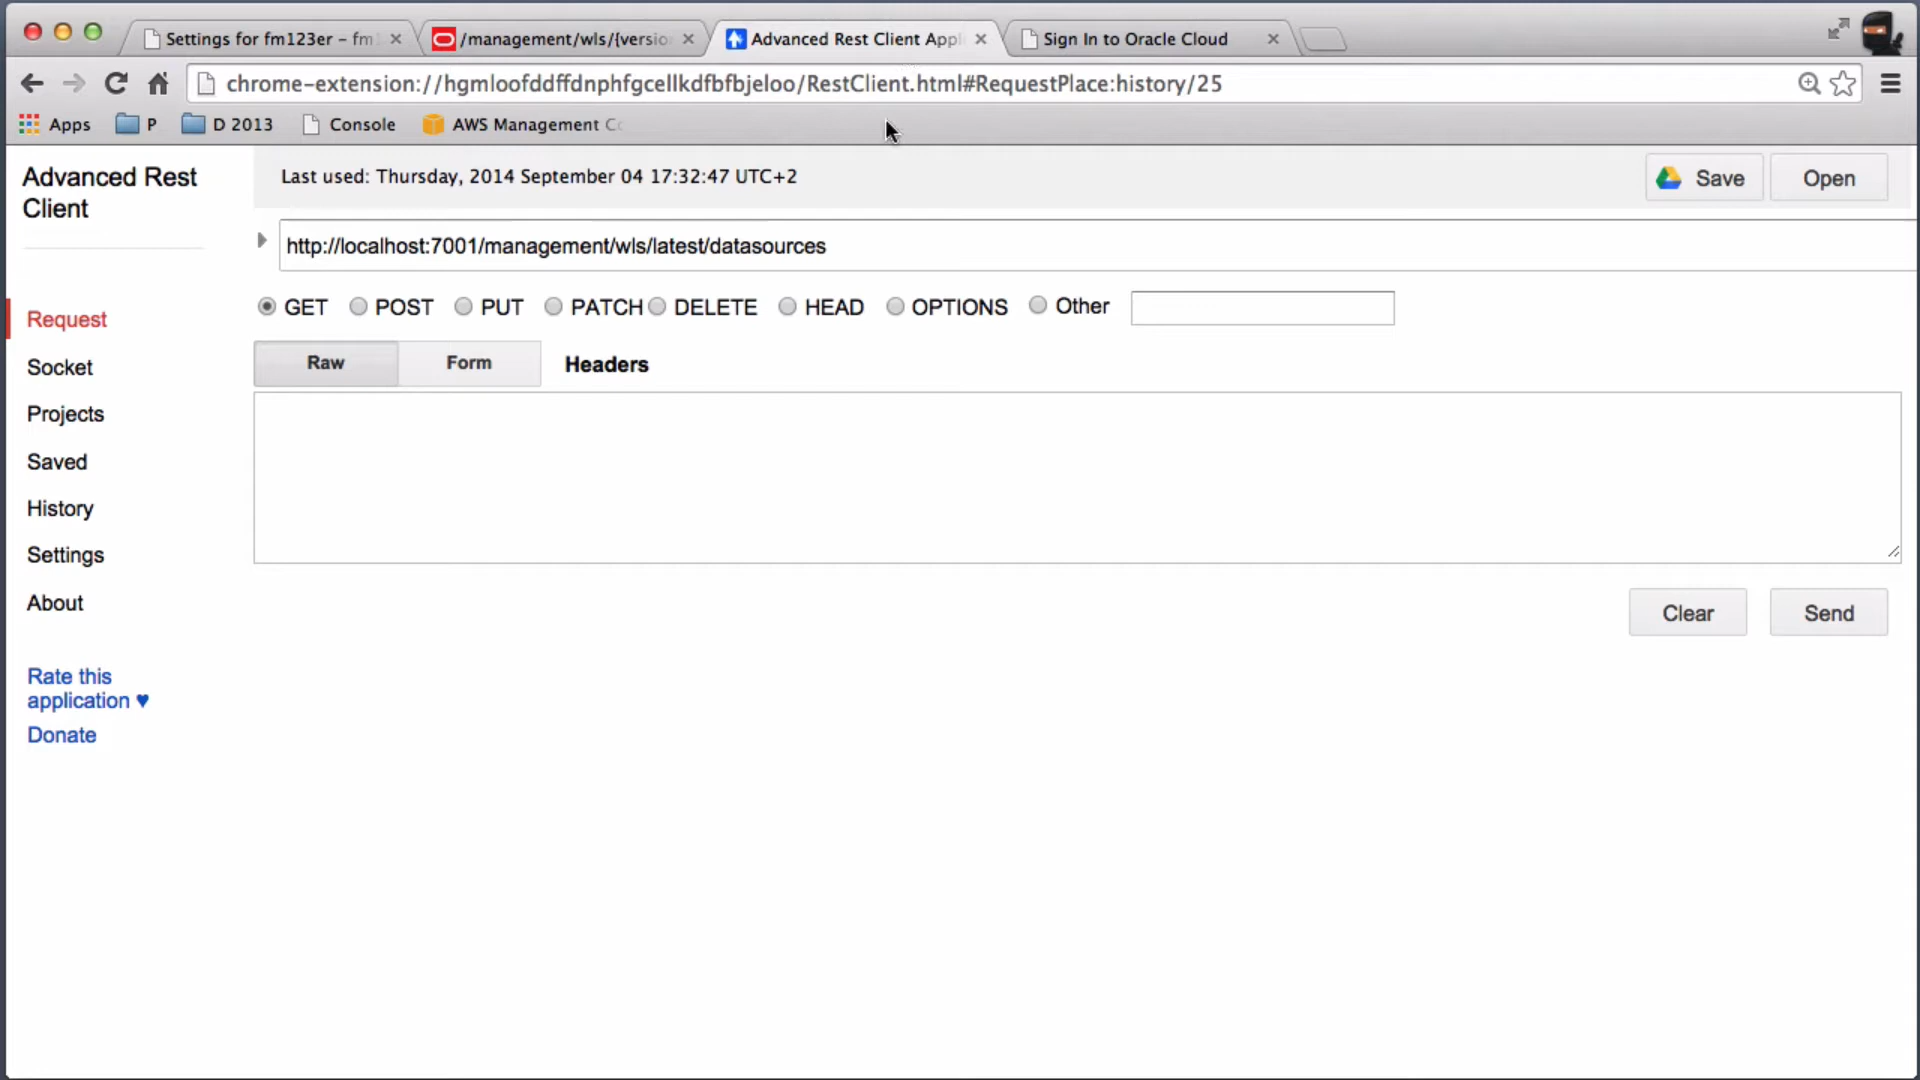 Settings for fm123er – fm1
/management/wls/{versio
Advanced Rest Client Appl
Sign In to Oracle Cloud
chrome-extension://hgmloofddffdnphfgcellkdfbfbjeloo/RestClient.html#RequestPlace:history/25
Apps P D 2013 Console AWS Management Co
Advanced Rest
Client
Last used: Thursday, 2014 September 04 17:32:47 UTC+2
Save Open
http://localhost:7001/management/wls/latest/datasources
GET POST PUT PATCH DELETE HEAD OPTIONS Other
Raw Form Headers
Request
Socket
Projects
Saved
History
Settings
About
Clear Send
Rate this
application ♥
Donate